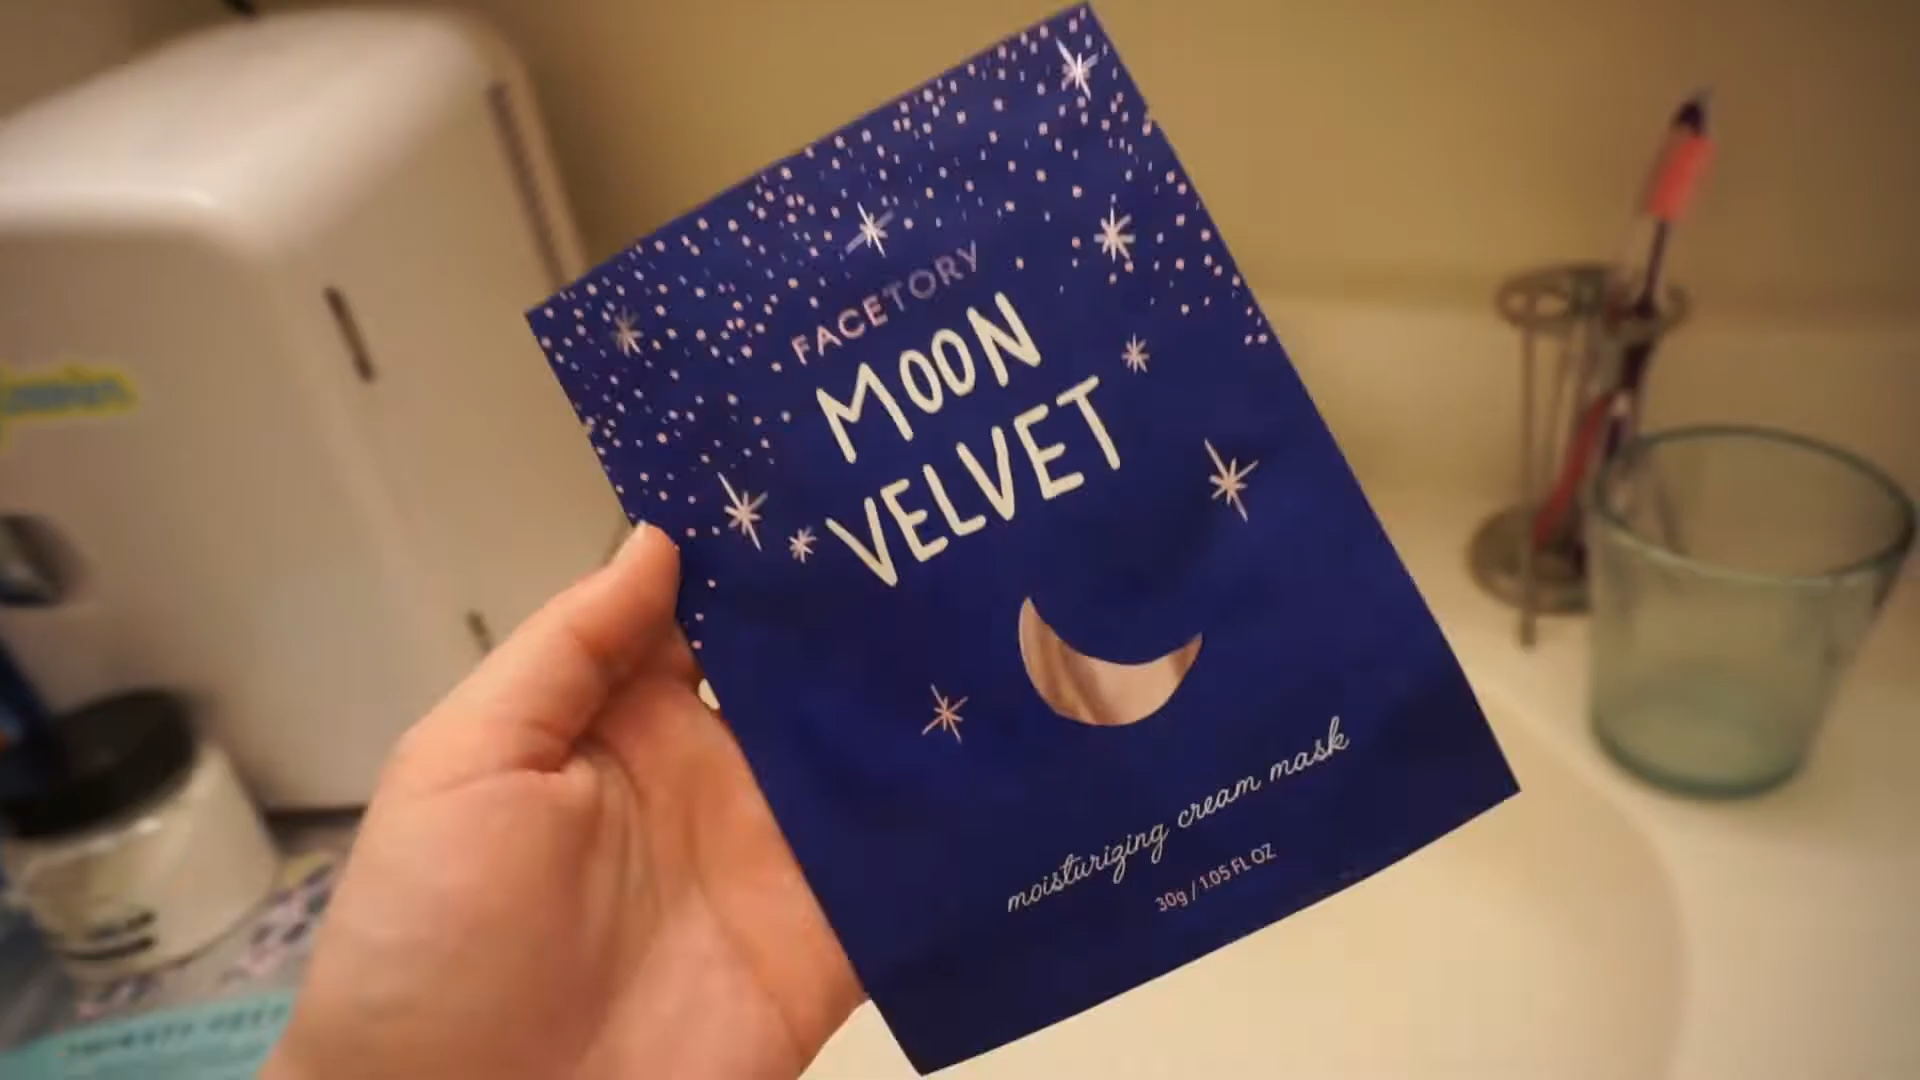 FACETORY
MOON
VELVET
moisturizing cream mask
30g / 1.05 FL OZ